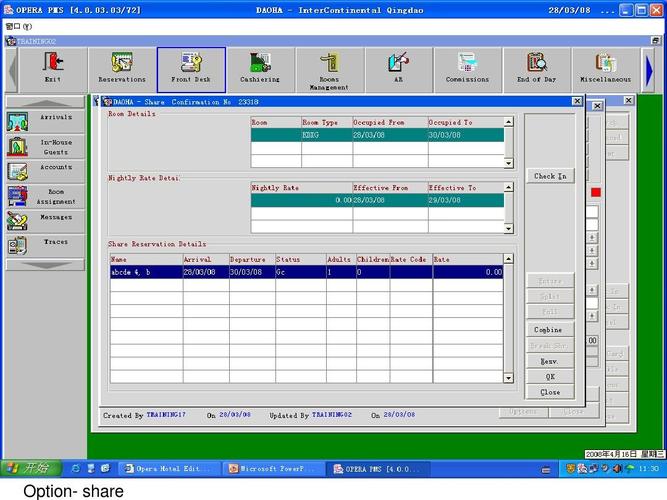 OPERA PMS [4.0.03.03/72] DAOHA - InterContinental Qingdao 28/03/08
窗口(F)
TRAINING02
Exit Reservations Front Desk Cashiering Rooms Management AR Commissions End of Day Miscellaneous
Arrivals
In-House Guests
Accounts
Room Assignment
Messages
Traces
DAOHA - Share Confirmation No 23318
Room Details
Room Room Type Occupied From Occupied To
KDXG 28/03/08 30/03/08
Check In
Nightly Rate Detai
Nightly Rate Effective From Effective To
0.00 28/03/08 29/03/08
Share Reservation Details
Name Arrival Departure Status Adults Children Rate Code Rate
abcde 4, b 28/03/08 30/03/08 Gc 1 0 0.00
Entire
Split
Full
Combine
Break Shr.
Resv.
OK
Close
Created By TRAINING17 On 28/03/08 Updated By TRAINING02 On 28/03/08
Options Close
2008年4月16日 星期三
开始 Opera Hotel Edit... Microsoft PowerP... OPERA PMS [4.0.0... 11:30
Option- share